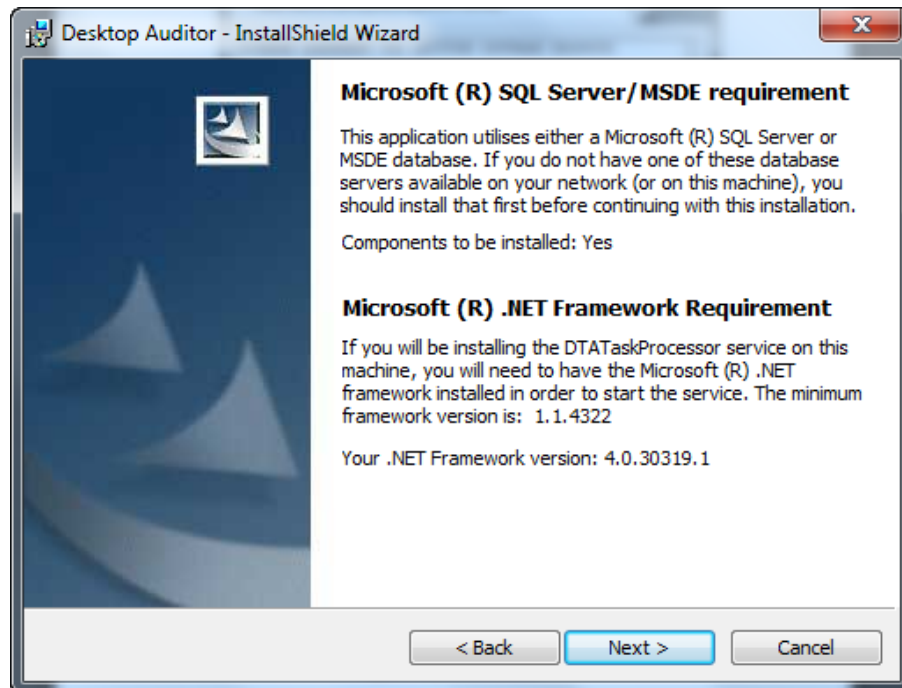 Desktop Auditor - InstallShield Wizard
Microsoft (R) SQL Server/MSDE requirement
This application utilises either a Microsoft (R) SQL Server or
MSDE database. If you do not have one of these database
servers available on your network (or on this machine), you
should install that first before continuing with this installation.
Components to be installed: Yes
Microsoft (R) .NET Framework Requirement
If you will be installing the DTATaskProcessor service on this
machine, you will need to have the Microsoft (R) .NET
framework installed in order to start the service. The minimum
framework version is: 1.1.4322
Your .NET Framework version: 4.0.30319.1
< Back Next > Cancel